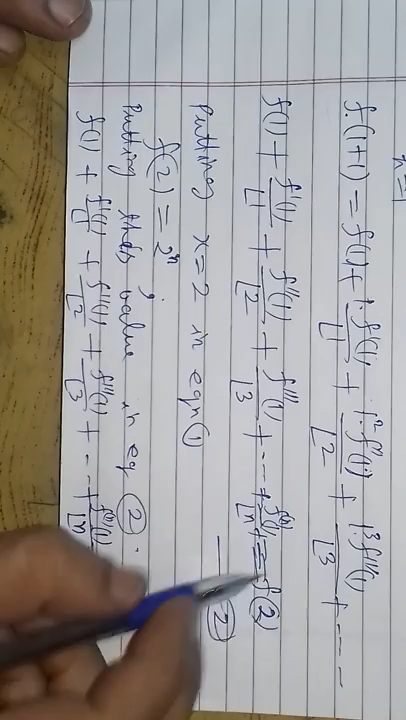 x=1
f(1+1) = f(1) + 1·f'(1)/⌊1 + 1²·f''(1)/⌊2 + 1³·f'''(1)/⌊3 + ---
f(1) + f'(1)/⌊1 + f''(1)/⌊2 + f'''(1)/⌊3 + --- + fⁿ(1)/⌊n = f(2)
— (2)
Putting x=2 in eqn (1)
f(2) = 2ⁿ
Putting this value in eq (2).
f(1) + f'(1)/⌊1 + f''(1)/⌊2 + f'''(1)/⌊3 + -- + fⁿ(1)/⌊n